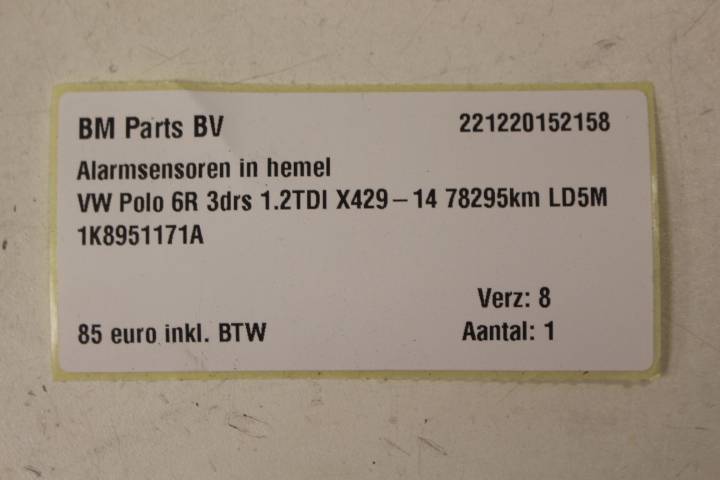 BM Parts BV 221220152158
Alarmsensoren in hemel
VW Polo 6R 3drs 1.2TDI X429-14 78295km LD5M
1K8951171A
Verz: 8
85 euro inkl. BTW Aantal: 1